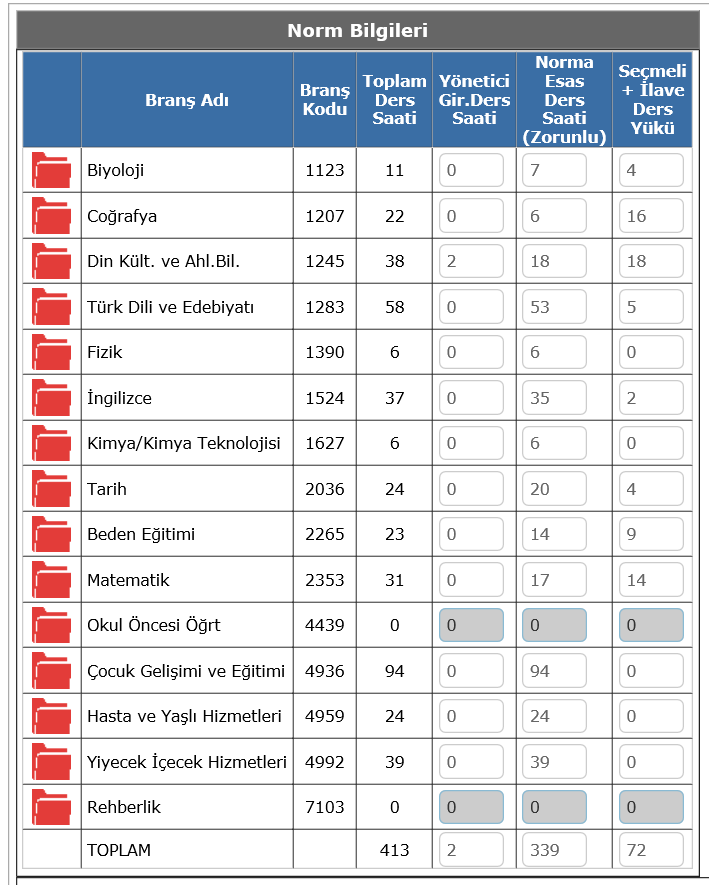 Norm Bilgileri
Branş Adı Branş Kodu Toplam Ders Saati Yönetici Gir.Ders Saati Norma Esas Ders Saati (Zorunlu) Seçmeli + İlave Ders Yükü
Biyoloji 1123 11 0 7 4
Coğrafya 1207 22 0 6 16
Din Kült. ve Ahl.Bil. 1245 38 2 18 18
Türk Dili ve Edebiyatı 1283 58 0 53 5
Fizik 1390 6 0 6 0
İngilizce 1524 37 0 35 2
Kimya/Kimya Teknolojisi 1627 6 0 6 0
Tarih 2036 24 0 20 4
Beden Eğitimi 2265 23 0 14 9
Matematik 2353 31 0 17 14
Okul Öncesi Öğrt 4439 0 0 0 0
Çocuk Gelişimi ve Eğitimi 4936 94 0 94 0
Hasta ve Yaşlı Hizmetleri 4959 24 0 24 0
Yiyecek İçecek Hizmetleri 4992 39 0 39 0
Rehberlik 7103 0 0 0 0
TOPLAM 413 2 339 72